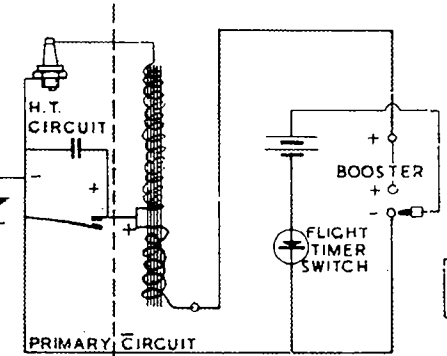 H.T.
CIRCUIT
-
+
+
+
BOOSTER
+
-
FLIGHT
TIMER
SWITCH
PRIMARY CIRCUIT